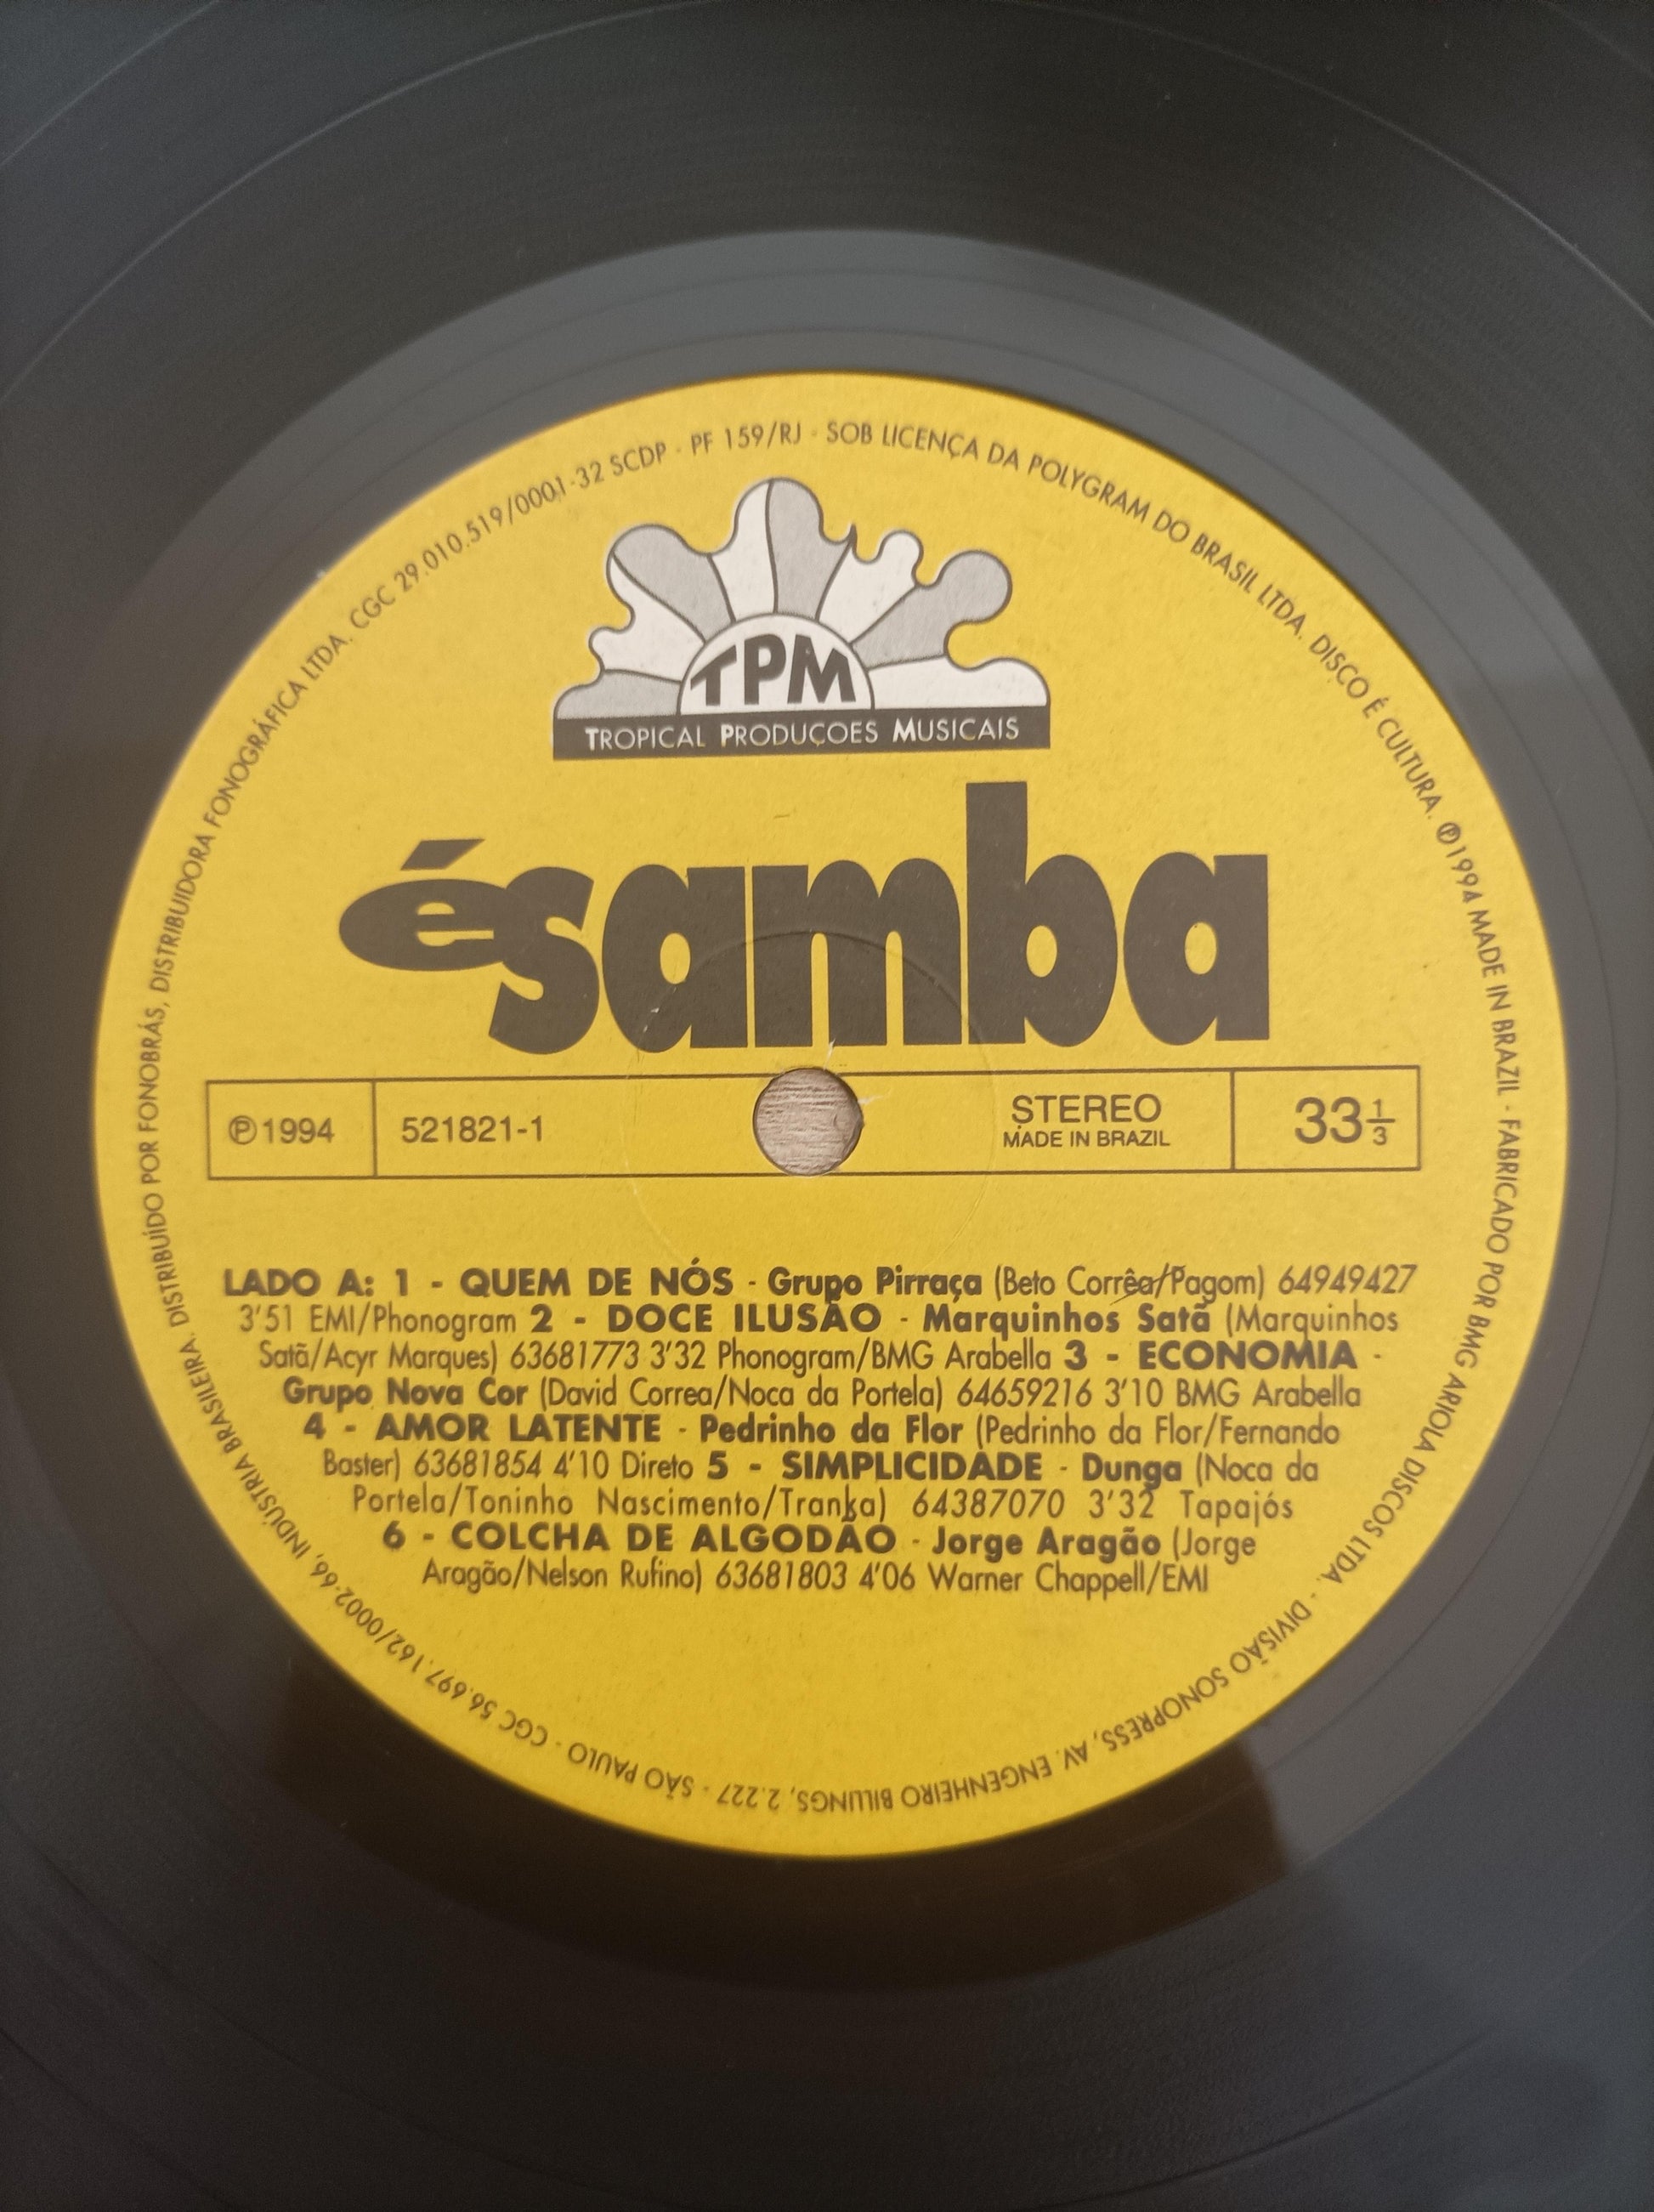 DISTRIBUÍDO POR FONOBRÁS, DISTRIBUIDORA FONOGRÁFICA LTDA. CGC 29.010.519/0001-32 SCDP - PF 159/RJ - SOB LICENÇA DA POLYGRAM DO BRASIL LTDA. DISCO É CULTURA. ℗1994 MADE IN BRAZIL - FABRICADO POR BMG ARIOLA DISCOS LTDA. - DIVISÃO SONOPRESS, AV. ENGENHEIRO BILLINGS, 2.227 - SÃO PAULO - CGC 56.697.162/0002-66, INDÚSTRIA BRASILEIRA.
TPM
TROPICAL PRODUÇOES MUSICAIS
ésamba
℗1994 521821-1 STEREO 33 1/3
MADE IN BRAZIL
LADO A: 1 - QUEM DE NÓS - Grupo Pirraça (Beto Corrêa/Pagom) 64949427
3'51 EMI/Phonogram 2 - DOCE ILUSÃO - Marquinhos Satã (Marquinhos
Satã/Acyr Marques) 63681773 3'32 Phonogram/BMG Arabella 3 - ECONOMIA -
Grupo Nova Cor (David Correa/Noca da Portela) 64659216 3'10 BMG Arabella
4 - AMOR LATENTE - Pedrinho da Flor (Pedrinho da Flor/Fernando
Baster) 63681854 4'10 Direto 5 - SIMPLICIDADE - Dunga (Noca da
Portela/Toninho Nascimento/Tranka) 64387070 3'32 Tapajós
6 - COLCHA DE ALGODÃO - Jorge Aragão (Jorge
Aragão/Nelson Rufino) 63681803 4'06 Warner Chappell/EMI